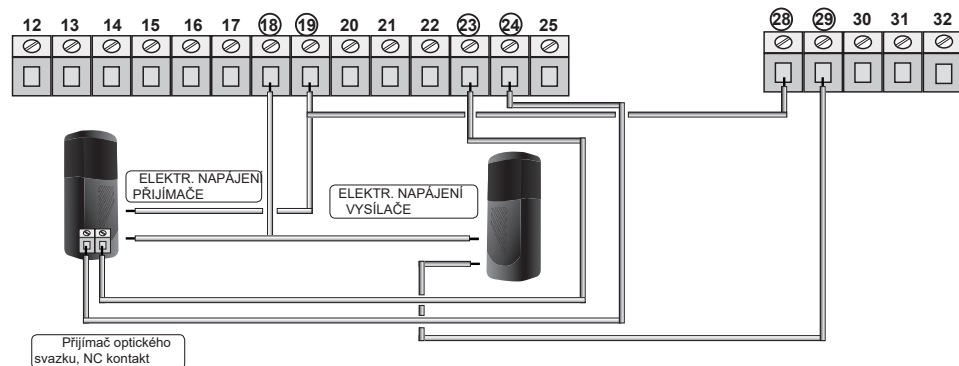 12 13 14 15 16 17 18 19 20 21 22 23 24 25 28 29 30 31 32
ELEKTR. NAPÁJENÍ
PŘIJÍMAČE
ELEKTR. NAPÁJENÍ
VYSÍLAČE
Přijímač optického
svazku, NC kontakt